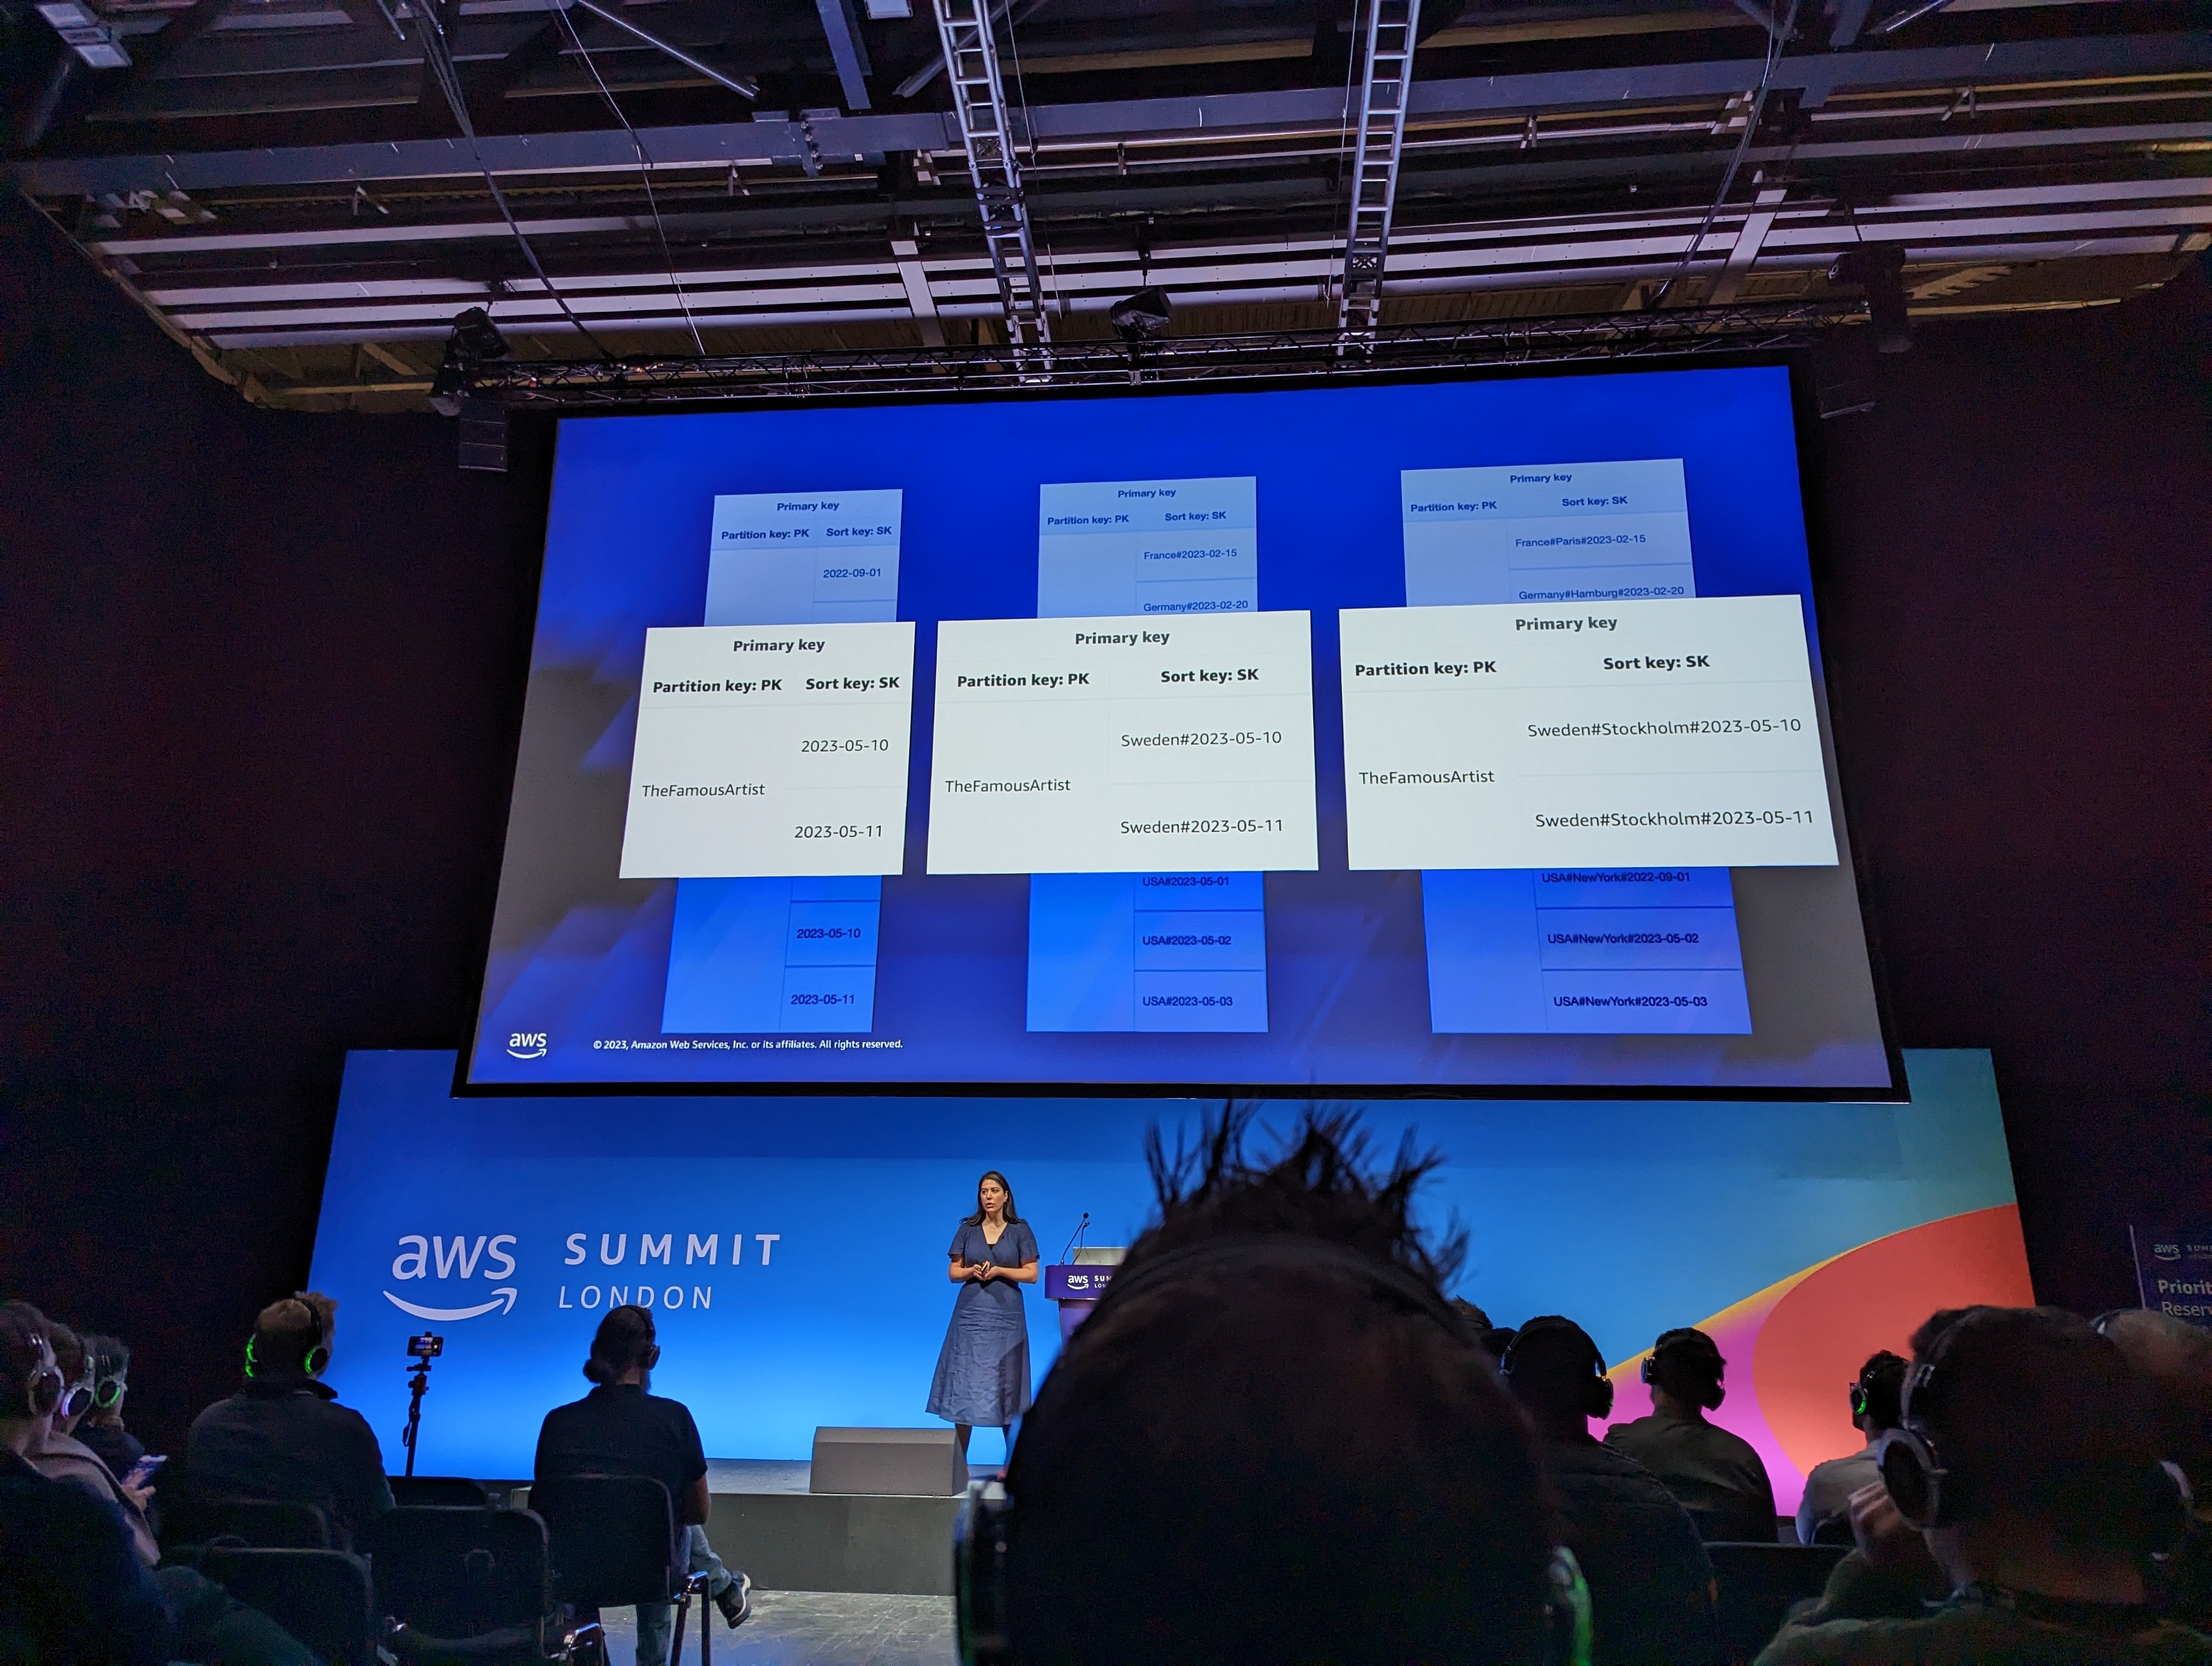 Primary key
Partition key: PK Sort key: SK
2022-09-01
Primary key
Partition key: PK Sort key: SK
France#2023-02-15
Germany#2023-02-20
Primary key
Partition key: PK Sort key: SK
France#Paris#2023-02-15
Germany#Hamburg#2023-02-20
Primary key
Partition key: PK Sort key: SK
2023-05-10
TheFamousArtist
2023-05-11
Primary key
Partition key: PK Sort key: SK
Sweden#2023-05-10
TheFamousArtist
Sweden#2023-05-11
Primary key
Partition key: PK Sort key: SK
Sweden#Stockholm#2023-05-10
TheFamousArtist
Sweden#Stockholm#2023-05-11
2023-05-10
2023-05-11
USA#2023-05-01
USA#2023-05-02
USA#2023-05-03
USA#NewYork#2022-09-01
USA#NewYork#2023-05-02
USA#NewYork#2023-05-03
aws
© 2023, Amazon Web Services, Inc. or its affiliates. All rights reserved.
aws SUMMIT
LONDON
aws
aws